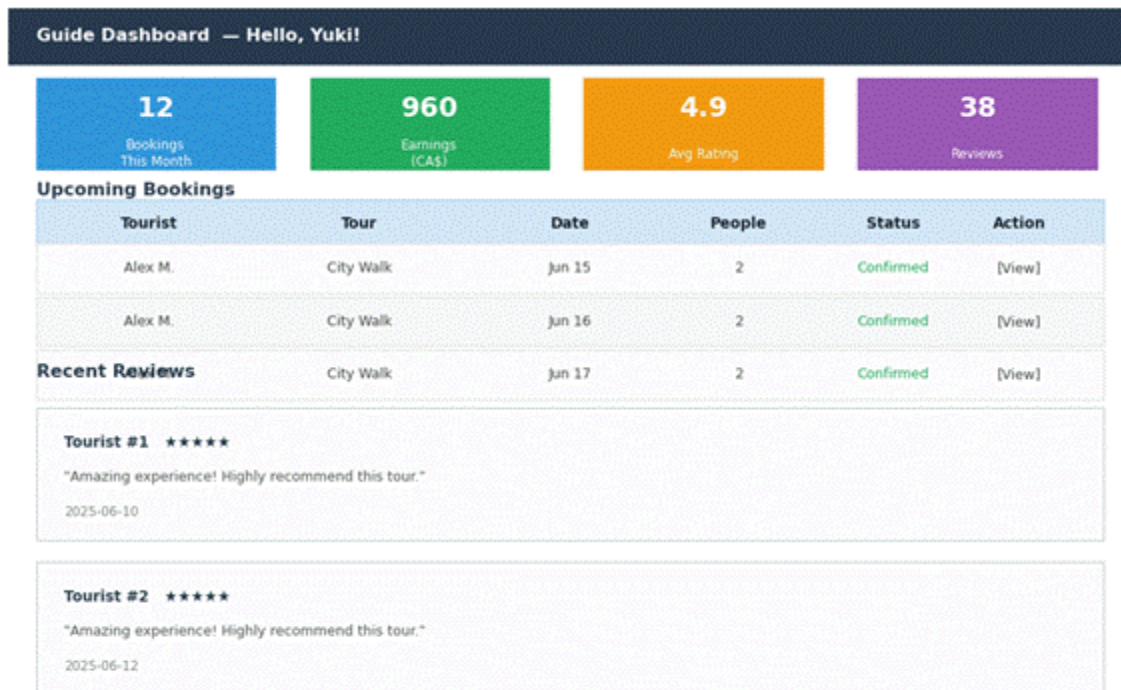 Guide Dashboard — Hello, Yuki!
12
Bookings
This Month
960
Earnings
(CA$)
4.9
Avg Rating
38
Reviews
Upcoming Bookings
Tourist Tour Date People Status Action
Alex M. City Walk Jun 15 2 Confirmed [View]
Alex M. City Walk Jun 16 2 Confirmed [View]
Recent Reviews
City Walk Jun 17 2 Confirmed [View]
Tourist #1 ★★★★★
"Amazing experience! Highly recommend this tour."
2025-06-10
Tourist #2 ★★★★★
"Amazing experience! Highly recommend this tour."
2025-06-12